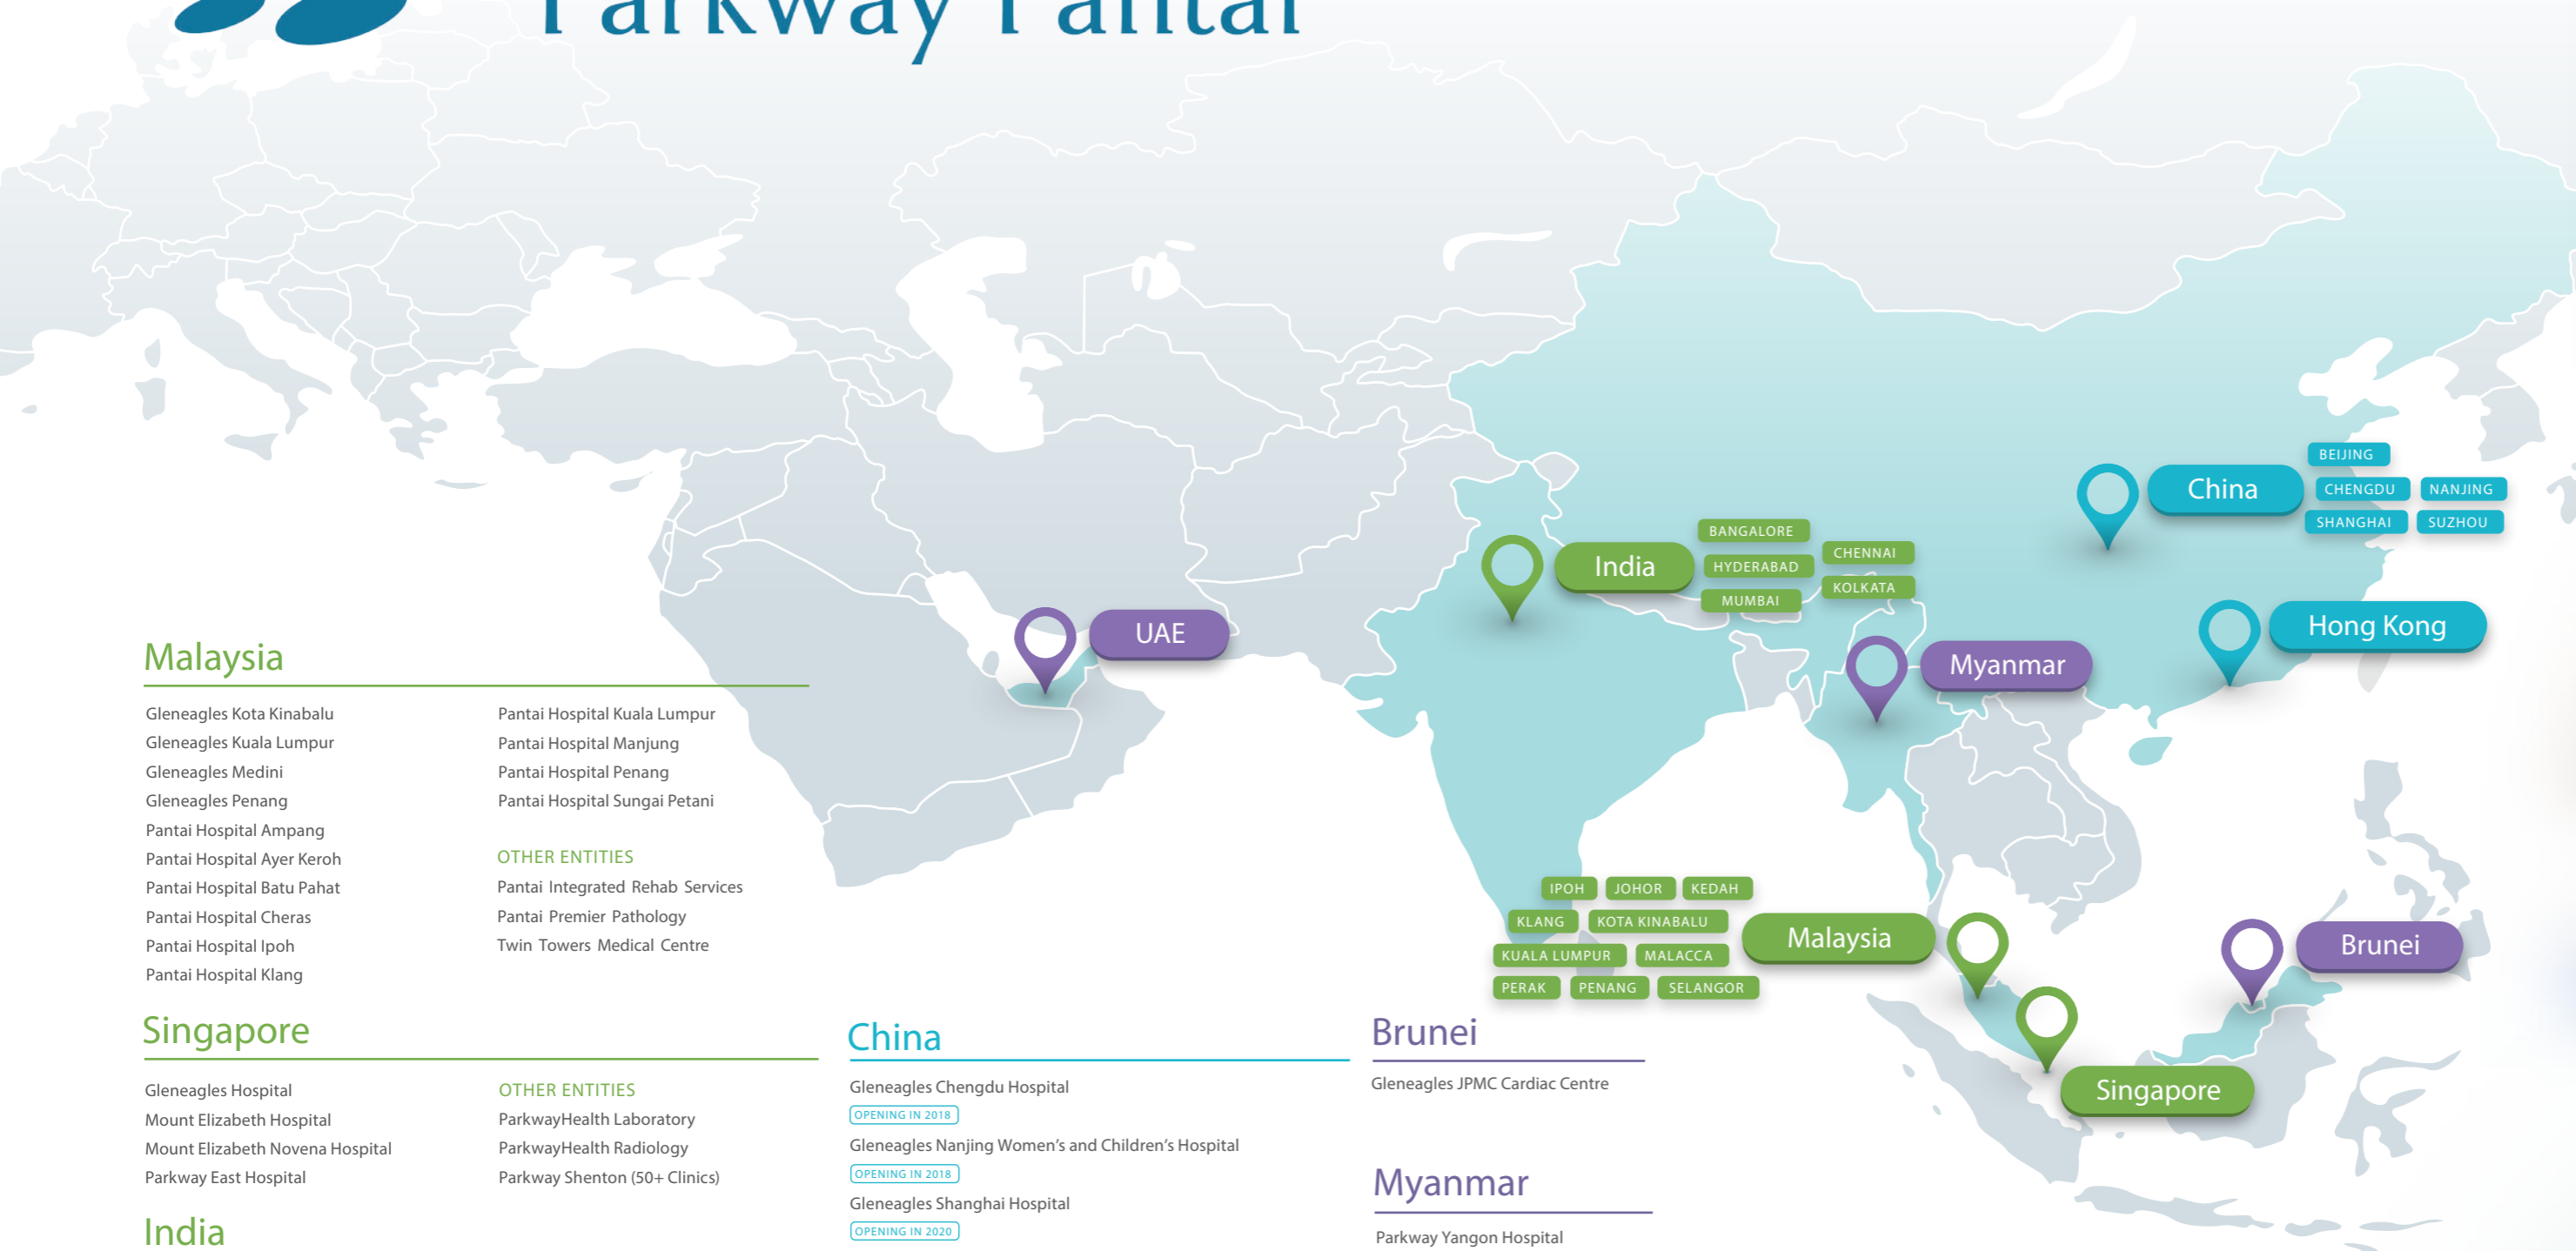 Parkway Pantai
BEIJING
China
CHENGDU
NANJING
SHANGHAI
SUZHOU
BANGALORE
India
HYDERABAD
CHENNAI
MUMBAI
KOLKATA
UAE
Hong Kong
Myanmar
IPOH
JOHOR
KEDAH
KLANG
KOTA KINABALU
Malaysia
KUALA LUMPUR
MALACCA
PERAK
PENANG
SELANGOR
Brunei
Singapore
Malaysia
Gleneagles Kota Kinabalu
Gleneagles Kuala Lumpur
Gleneagles Medini
Gleneagles Penang
Pantai Hospital Ampang
Pantai Hospital Ayer Keroh
Pantai Hospital Batu Pahat
Pantai Hospital Cheras
Pantai Hospital Ipoh
Pantai Hospital Klang
Pantai Hospital Kuala Lumpur
Pantai Hospital Manjung
Pantai Hospital Penang
Pantai Hospital Sungai Petani
OTHER ENTITIES
Pantai Integrated Rehab Services
Pantai Premier Pathology
Twin Towers Medical Centre
Singapore
Gleneagles Hospital
Mount Elizabeth Hospital
Mount Elizabeth Novena Hospital
Parkway East Hospital
OTHER ENTITIES
ParkwayHealth Laboratory
ParkwayHealth Radiology
Parkway Shenton (50+ Clinics)
India
China
Gleneagles Chengdu Hospital
OPENING IN 2018
Gleneagles Nanjing Women's and Children's Hospital
OPENING IN 2018
Gleneagles Shanghai Hospital
OPENING IN 2020
Brunei
Gleneagles JPMC Cardiac Centre
Myanmar
Parkway Yangon Hospital